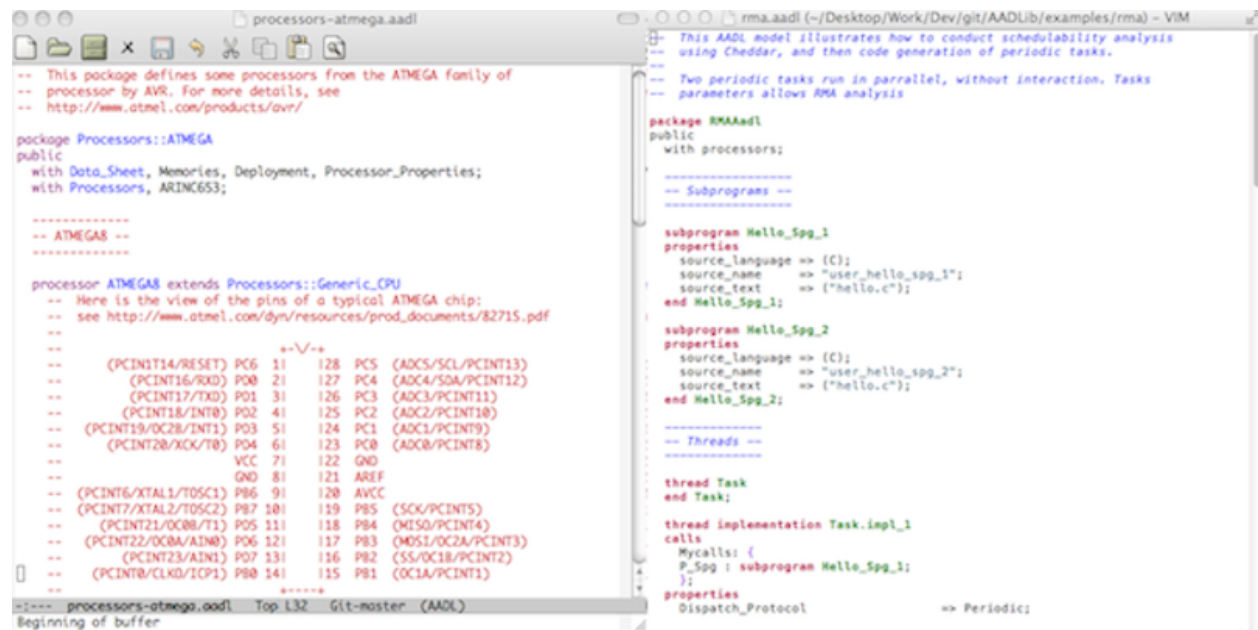 processors-atmega.aadl
--  This package defines some processors from the ATMEGA family of
--  processor by AVR. For more details, see
--  http://www.atmel.com/products/avr/
package Processors::ATMEGA
public
  with Data_Sheet, Memories, Deployment, Processor_Properties;
  with Processors, ARINC653;
  -------------
  -- ATMEGA8 --
  -------------
  processor ATMEGA8 extends Processors::Generic_CPU
    --  Here is the view of the pins of a typical ATMEGA chip:
    --  see http://www.atmel.com/dyn/resources/prod_documents/8271S.pdf
    --
    --                             +-\/-+
    --      (PCINT14/RESET) PC6  1|    |28  PC5  (ADC5/SCL/PCINT13)
    --         (PCINT16/RXD) PD0  2|    |27  PC4  (ADC4/SDA/PCINT12)
    --         (PCINT17/TXD) PD1  3|    |26  PC3  (ADC3/PCINT11)
    --        (PCINT18/INT0) PD2  4|    |25  PC2  (ADC2/PCINT10)
    --   (PCINT19/OC2B/INT1) PD3  5|    |24  PC1  (ADC1/PCINT9)
    --      (PCINT20/XCK/T0) PD4  6|    |23  PC0  (ADC0/PCINT8)
    --                       VCC  7|    |22  GND
    --                       GND  8|    |21  AREF
    --  (PCINT6/XTAL1/TOSC1) PB6  9|    |20  AVCC
    --  (PCINT7/XTAL2/TOSC2) PB7 10|    |19  PB5  (SCK/PCINT5)
    --     (PCINT21/OC0B/T1) PD5 11|    |18  PB4  (MISO/PCINT4)
    --   (PCINT22/OC0A/AIN0) PD6 12|    |17  PB3  (MOSI/OC2A/PCINT3)
    --        (PCINT23/AIN1) PD7 13|    |16  PB2  (SS/OC1B/PCINT2)
    --    (PCINT0/CLKO/ICP1) PB0 14|    |15  PB1  (OC1A/PCINT1)
    --                             +----+
-:---  processors-atmega.aadl   Top L32   Git-master  (AADL)
Beginning of buffer
rma.aadl (~/Desktop/Work/Dev/git/AADLib/examples/rma) - VIM
--  This AADL model illustrates how to conduct schedulability analysis
--  using Cheddar, and then code generation of periodic tasks.
--
--  Two periodic tasks run in parrallel, without interaction. Tasks
--  parameters allows RMA analysis
package RMAAadl
public
  with processors;
  -----------------
  -- Subprograms --
  -----------------
  subprogram Hello_Spg_1
  properties
    source_language => (C);
    source_name     => "user_hello_spg_1";
    source_text     => ("hello.c");
  end Hello_Spg_1;
  subprogram Hello_Spg_2
  properties
    source_language => (C);
    source_name     => "user_hello_spg_2";
    source_text     => ("hello.c");
  end Hello_Spg_2;
  -------------
  -- Threads --
  -------------
  thread Task
  end Task;
  thread implementation Task.impl_1
  calls
    Mycalls: {
    P_Spg : subprogram Hello_Spg_1;
    };
  properties
    Dispatch_Protocol                  => Periodic;